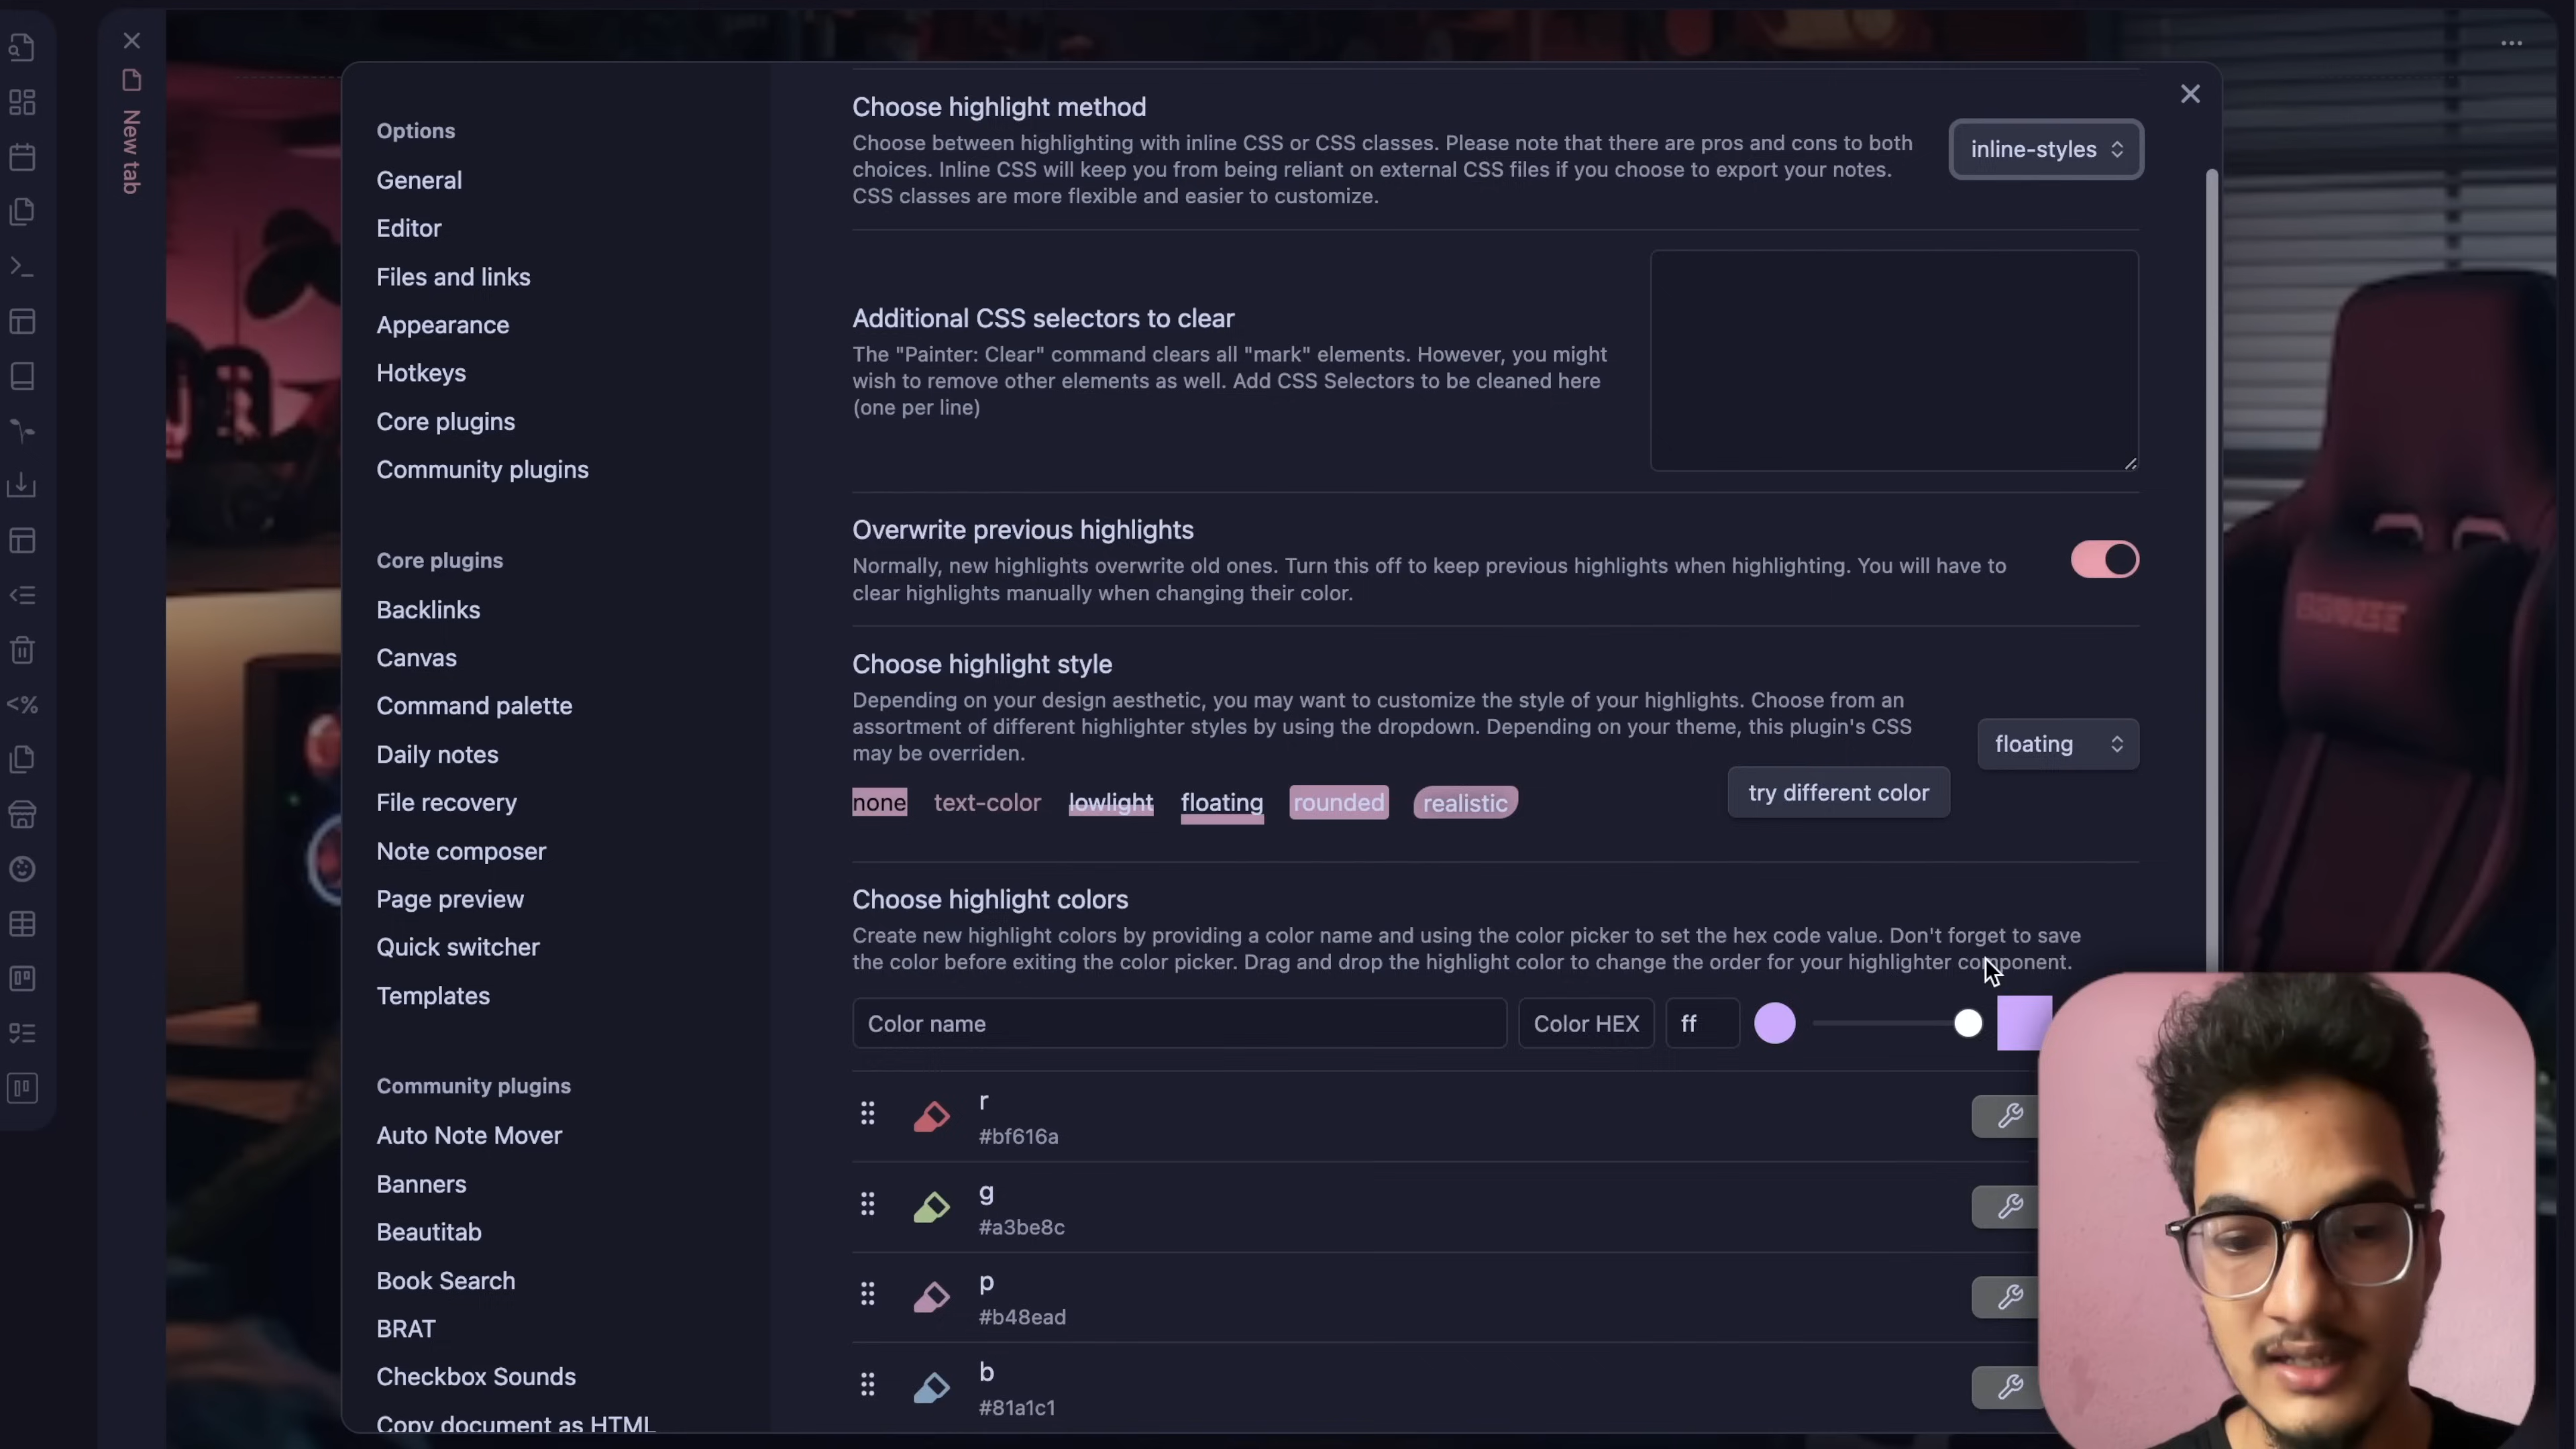 New tab
Options
General
Editor
Files and links
Appearance
Hotkeys
Core plugins
Community plugins
Core plugins
Backlinks
Canvas
Command palette
Daily notes
File recovery
Note composer
Page preview
Quick switcher
Templates
Community plugins
Auto Note Mover
Banners
Beautitab
Book Search
BRAT
Checkbox Sounds
Copy document as HTML
Choose highlight method
Choose between highlighting with inline CSS or CSS classes. Please note that there are pros and cons to both
choices. Inline CSS will keep you from being reliant on external CSS files if you choose to export your notes.
CSS classes are more flexible and easier to customize.
inline-styles
Additional CSS selectors to clear
The "Painter: Clear" command clears all "mark" elements. However, you might
wish to remove other elements as well. Add CSS Selectors to be cleaned here
(one per line)
Overwrite previous highlights
Normally, new highlights overwrite old ones. Turn this off to keep previous highlights when highlighting. You will have to
clear highlights manually when changing their color.
Choose highlight style
Depending on your design aesthetic, you may want to customize the style of your highlights. Choose from an
assortment of different highlighter styles by using the dropdown. Depending on your theme, this plugin's CSS
may be overriden.
floating
none text-color lowlight floating rounded realistic
try different color
Choose highlight colors
Create new highlight colors by providing a color name and using the color picker to set the hex code value. Don't forget to save
the color before exiting the color picker. Drag and drop the highlight color to change the order for your highlighter component.
Color name Color HEX ff
r
#bf616a
g
#a3be8c
p
#b48ead
b
#81a1c1